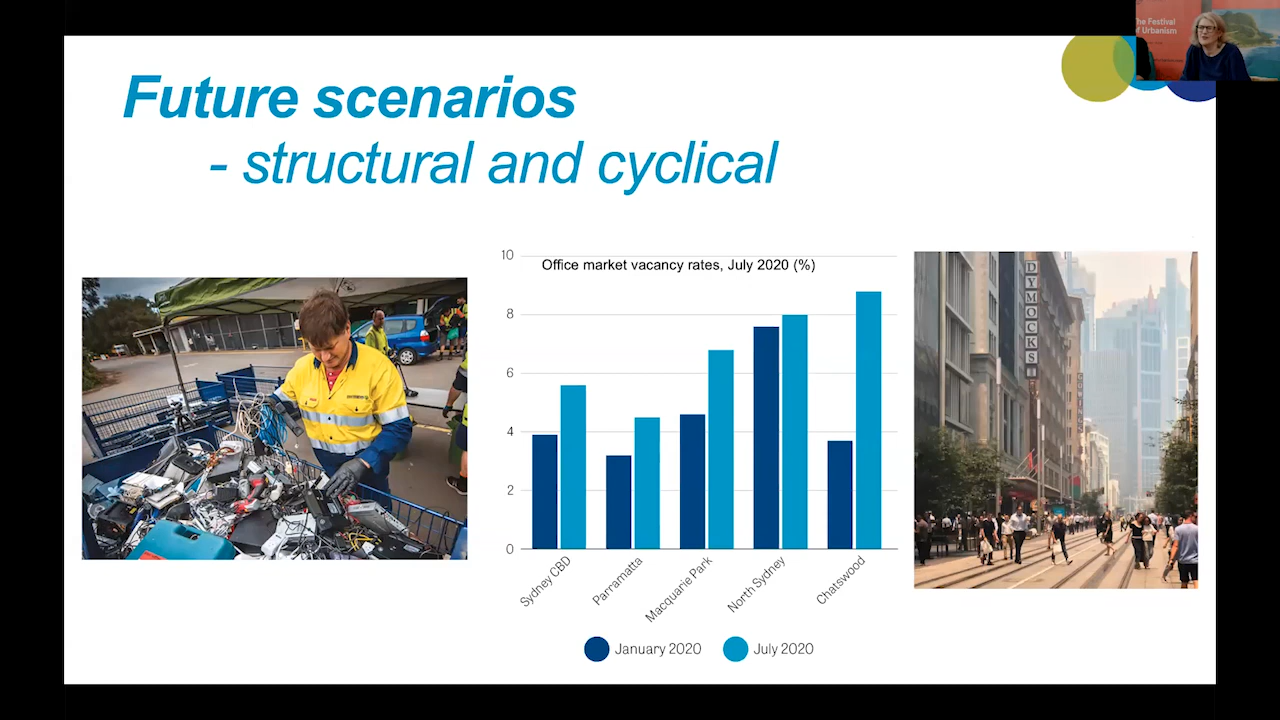 The Festival
of Urbanism
Future scenarios
- structural and cyclical
Office market vacancy rates, July 2020 (%)
10
8
6
4
2
0
Sydney CBD
Parramatta
Macquarie Park
North Sydney
Chatswood
January 2020
July 2020
DYMOCKS